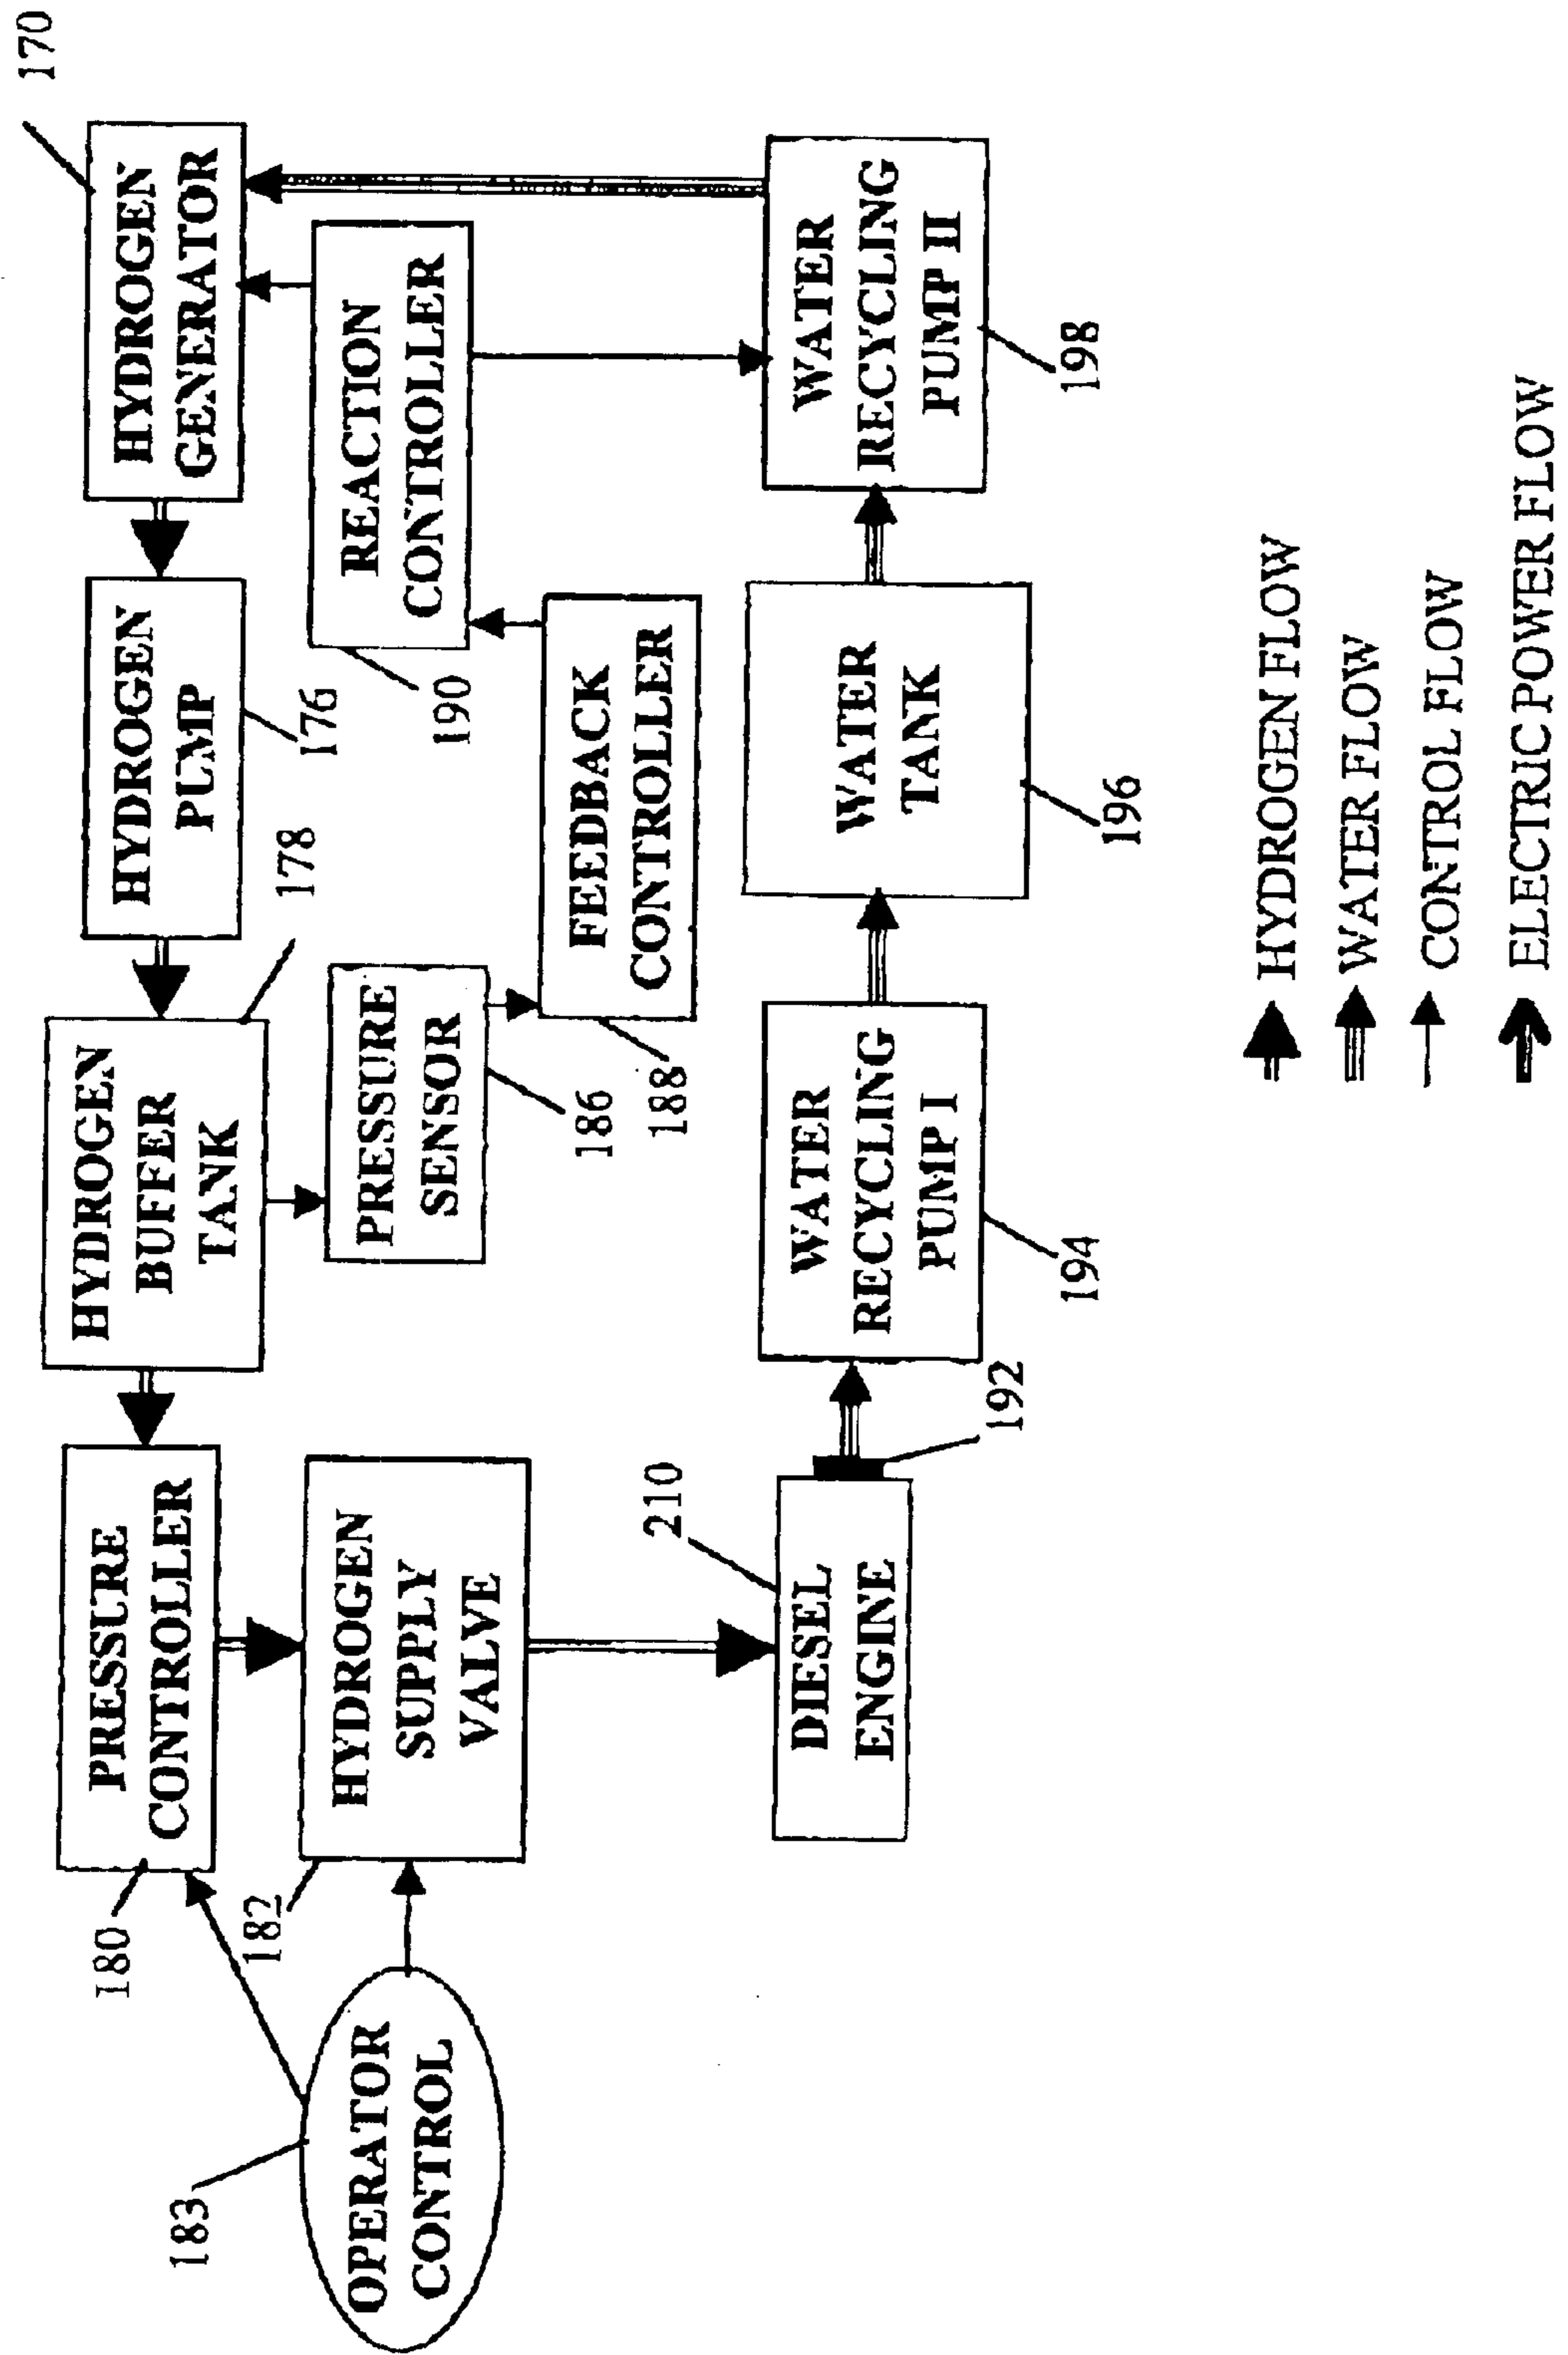 170
HYDROGEN
GENERATOR
HYDROGEN
PUMP
176
HYDROGEN
BUFFER
TANK
178
PRESSURE
CONTROLLER
180
REACTION
CONTROLLER
190
PRESSURE
SENSOR
186
FEEDBACK
CONTROLLER
188
HYDROGEN
SUPPLY
VALVE
182
OPERATOR
CONTROL
183
DIESEL
ENGINE
210
192
WATER
RECYCLING
PUMP I
194
WATER
TANK
196
WATER
RECYCLING
PUMP II
198
HYDROGEN FLOW
WATER FLOW
CONTROL FLOW
ELECTRIC POWER FLOW